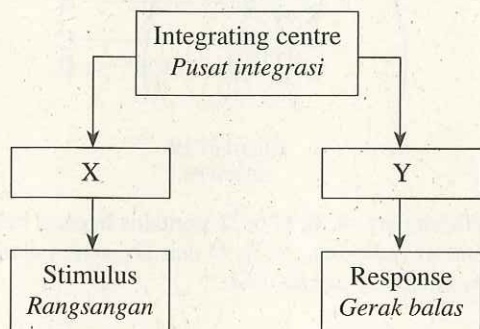 Integrating centre
Pusat integrasi
X
Y
Stimulus
Rangsangan
Response
Gerak balas